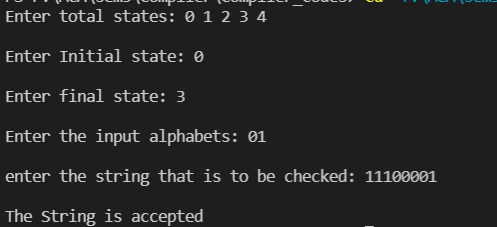 Enter total states: 0 1 2 3 4
Enter Initial state: 0
Enter final state: 3
Enter the input alphabets: 01
enter the string that is to be checked: 11100001
The String is accepted